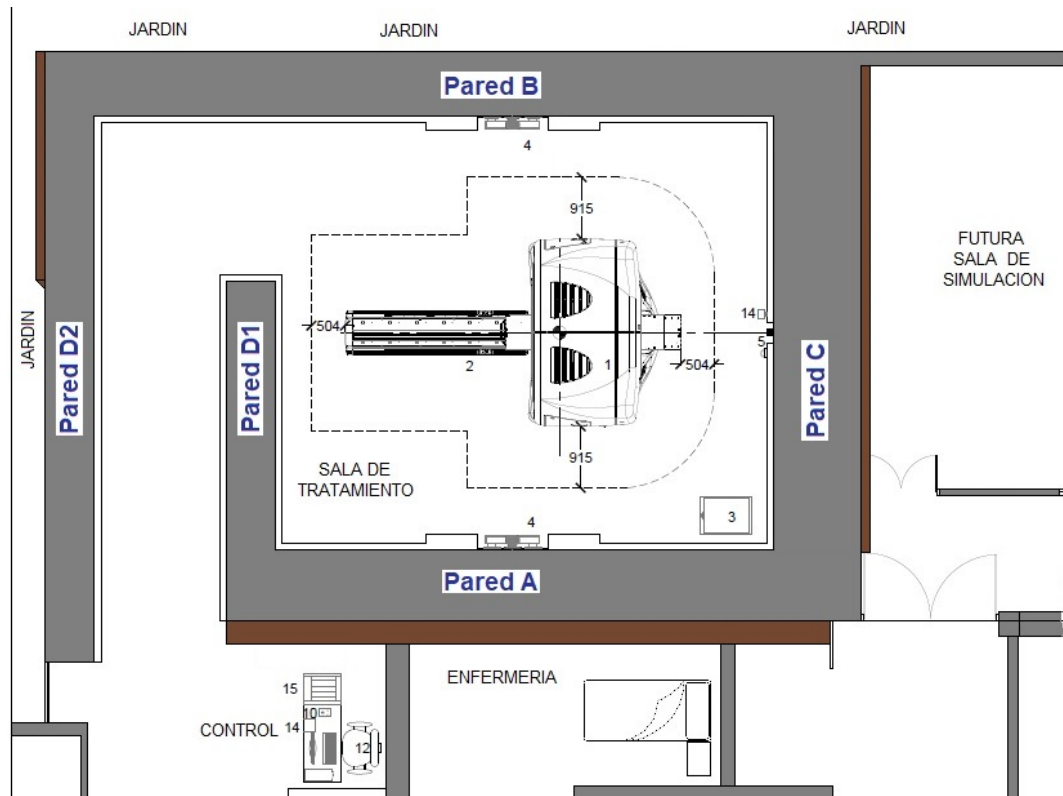 JARDIN
JARDIN
JARDIN
Pared B
4
915
FUTURA
SALA DE
SIMULACION
JARDIN
Pared D2
Pared D1
504
2
1
504
14
5
Pared C
915
SALA DE
TRATAMIENTO
4
3
Pared A
ENFERMERIA
15
10
CONTROL
14
12